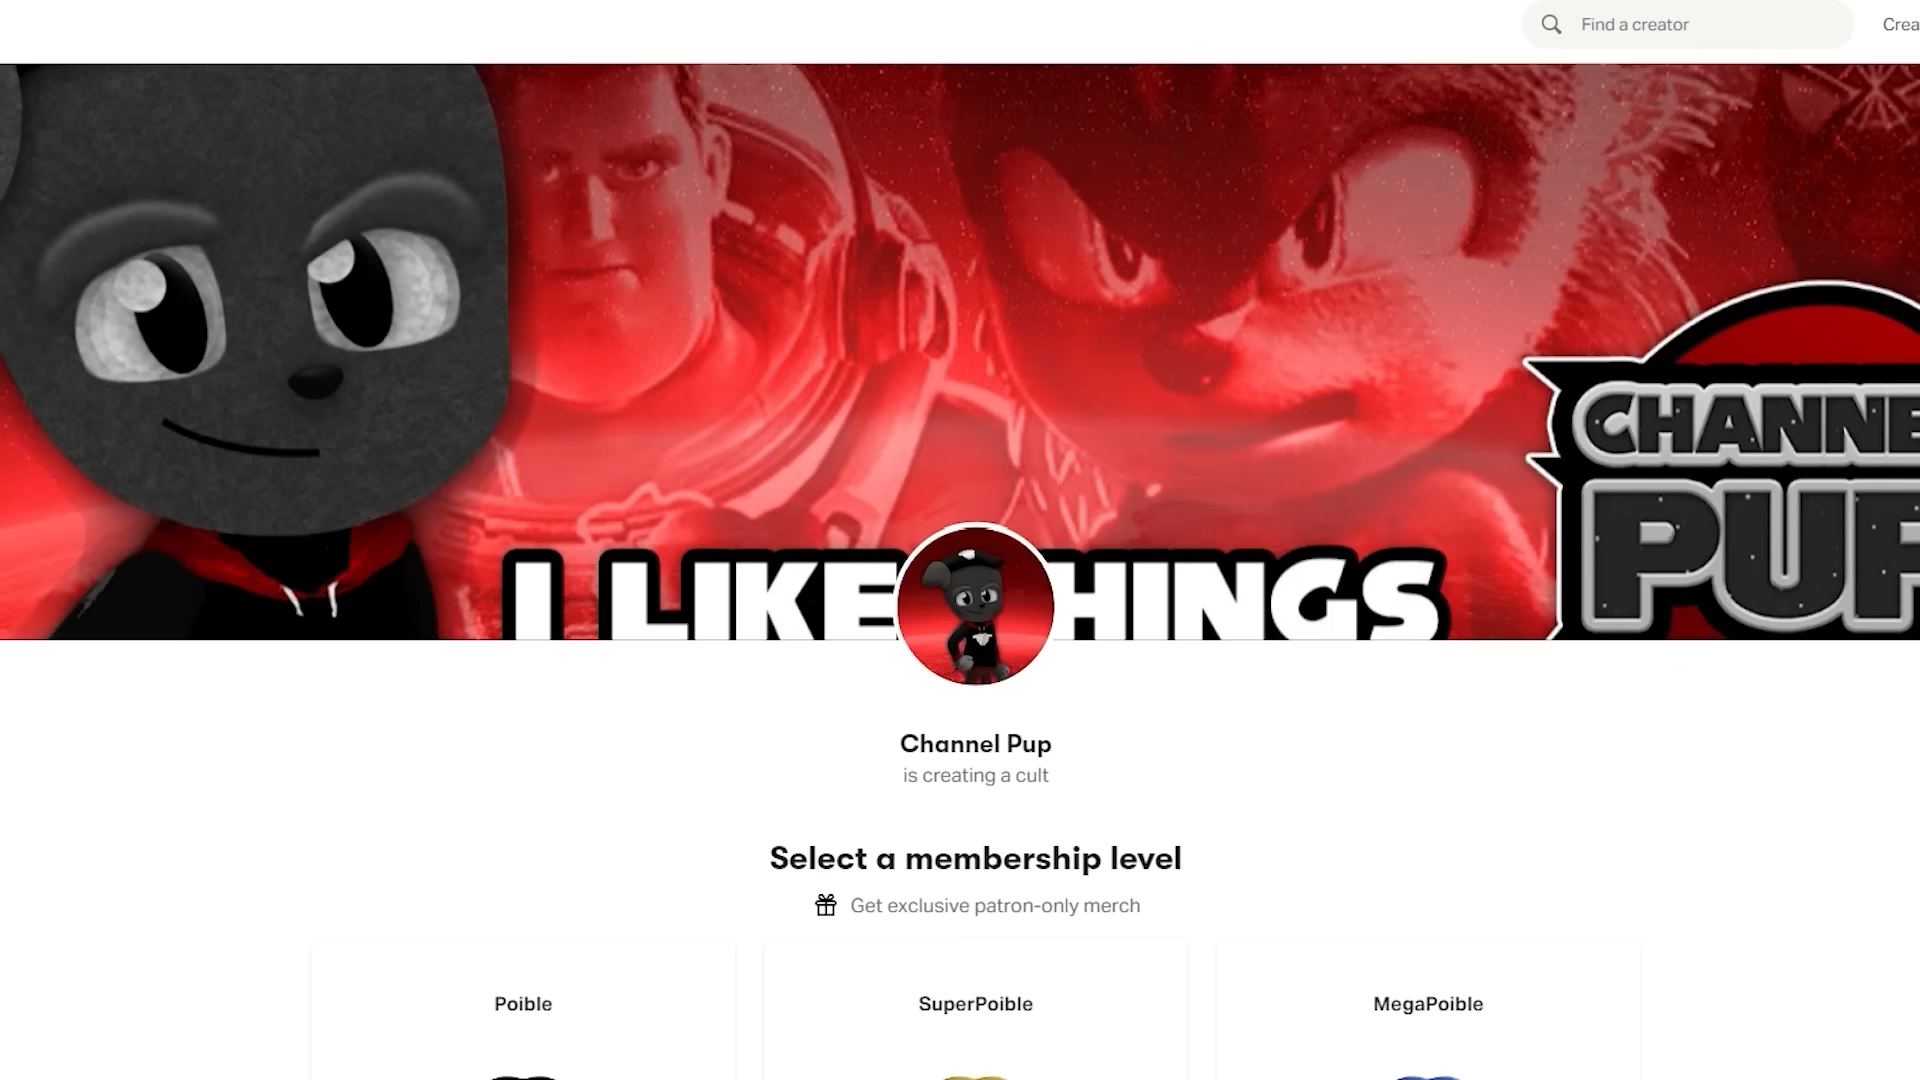 Find a creator
Crea
CHANNE
PUP
I LIKE HINGS
Channel Pup
is creating a cult
Select a membership level
Get exclusive patron-only merch
Poible
SuperPoible
MegaPoible